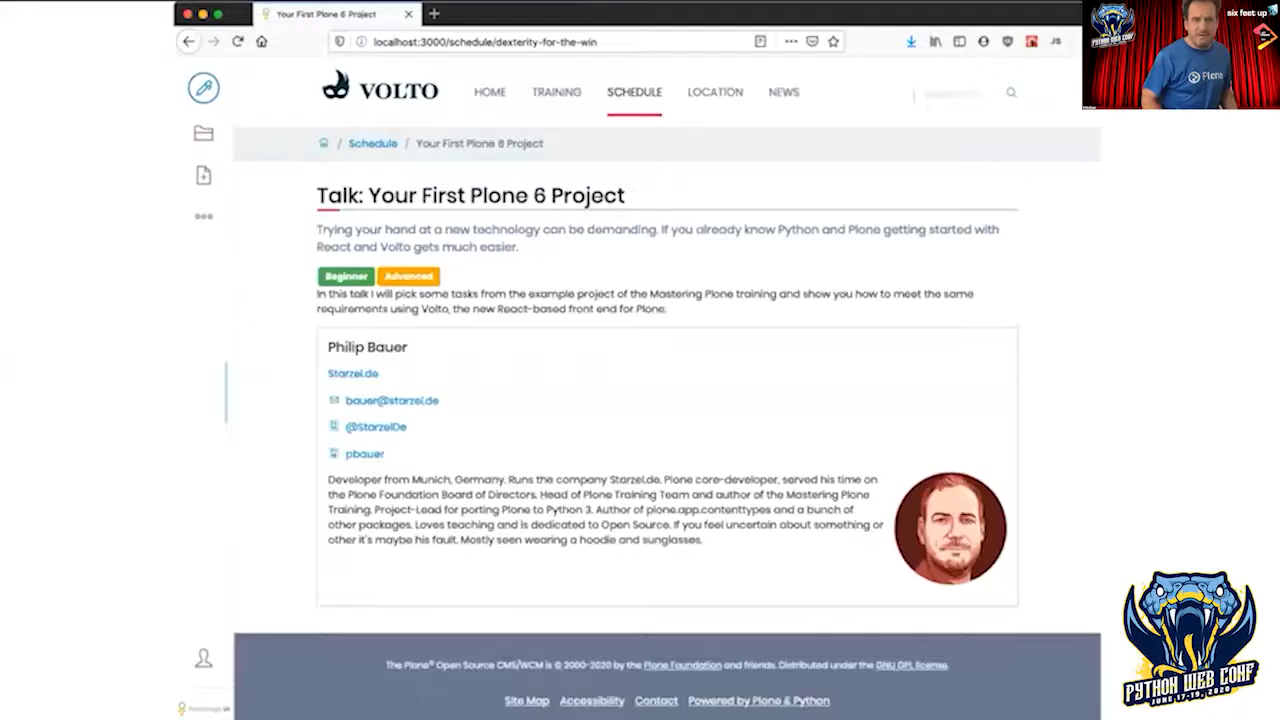 Your First Plone 6 Project
localhost:3000/schedule/dexterity-for-the-win
JS
six feet up
PYTHON WEB CONF
Plone
VOLTO
HOME
TRAINING
SCHEDULE
LOCATION
NEWS
/ Schedule / Your First Plone 6 Project
Talk: Your First Plone 6 Project
Trying your hand at a new technology can be demanding. If you already know Python and Plone getting started with
React and Volto gets much easier.
Beginner Advanced
In this talk I will pick some tasks from the example project of the Mastering Plone training and show you how to meet the same
requirements using Volto, the new React-based front end for Plone.
Philip Bauer
Starzel.de
bauer@starzel.de
@StarzelDe
pbauer
Developer from Munich, Germany. Runs the company Starzel.de. Plone core-developer, served his time on
the Plone Foundation Board of Directors. Head of Plone Training Team and author of the Mastering Plone
Training. Project-Lead for porting Plone to Python 3. Author of plone.app.contenttypes and a bunch of
other packages. Loves teaching and is dedicated to Open Source. If you feel uncertain about something or
other it's maybe his fault. Mostly seen wearing a hoodie and sunglasses.
The Plone® Open Source CMS/WCM is © 2000-2020 by the Plone Foundation and friends. Distributed under the GNU GPL license.
Site Map
Accessibility
Contact
Powered by Plone & Python
PYTHON WEB CONF
JUNE 17-19, 2020